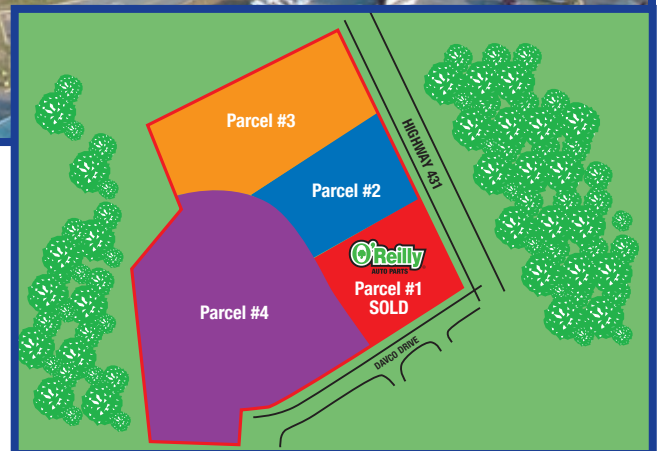 Parcel #3
HIGHWAY 431
Parcel #2
O'Reilly
AUTO PARTS
Parcel #1
SOLD
Parcel #4
DAVCO DRIVE